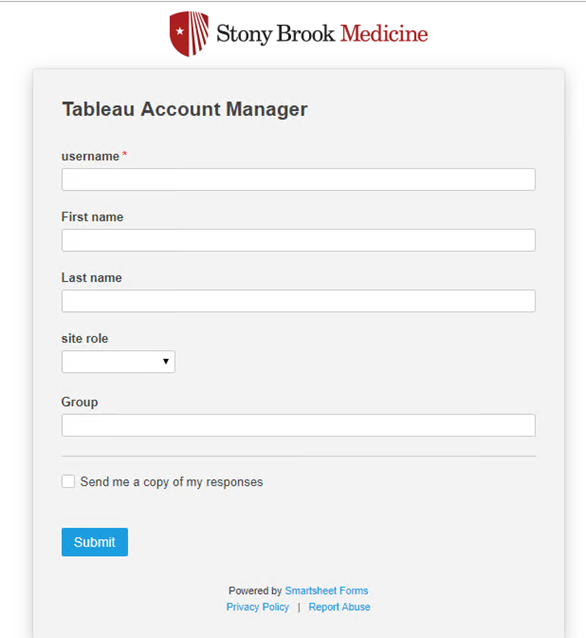 Stony Brook Medicine
Tableau Account Manager
username *
First name
Last name
site role
Group
Send me a copy of my responses
Submit
Powered by Smartsheet Forms
Privacy Policy | Report Abuse